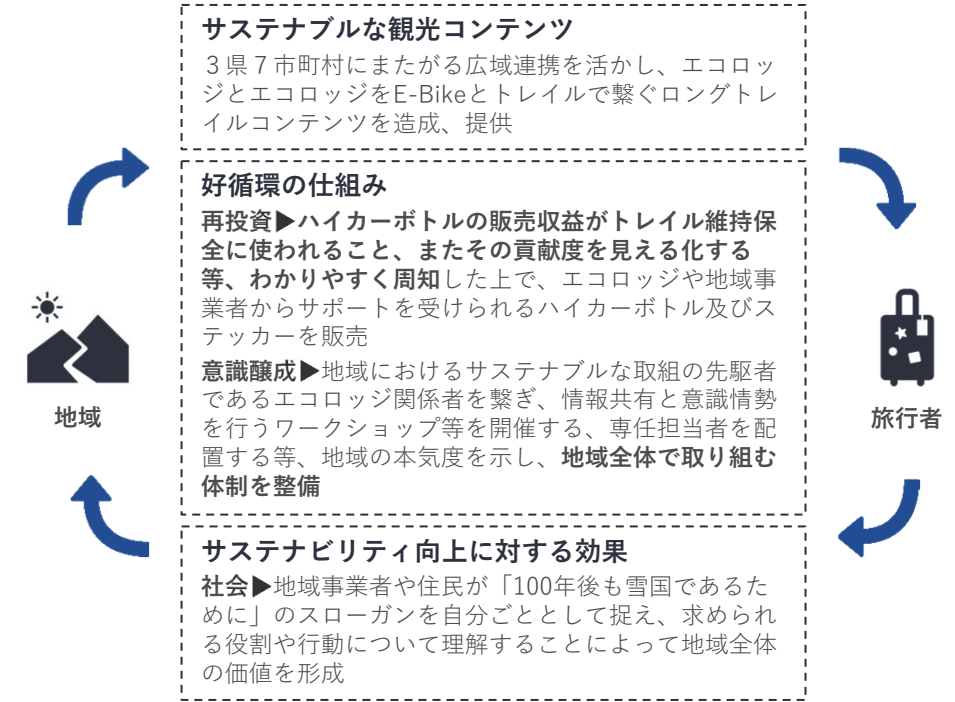 サステナブルな観光コンテンツ
３県７市町村にまたがる広域連携を活かし、エコロッ
ジとエコロッジをE-Bikeとトレイルで繋ぐロングトレ
イルコンテンツを造成、提供
好循環の仕組み
再投資▶ハイカーボトルの販売収益がトレイル維持保
全に使われること、またその貢献度を見える化する
等、わかりやすく周知した上で、エコロッジや地域事
業者からサポートを受けられるハイカーボトル及びス
テッカーを販売
意識醸成▶地域におけるサステナブルな取組の先駆者
であるエコロッジ関係者を繋ぎ、情報共有と意識情勢
を行うワークショップ等を開催する、専任担当者を配
置する等、地域の本気度を示し、地域全体で取り組む
体制を整備
地域
旅行者
サステナビリティ向上に対する効果
社会▶地域事業者や住民が「100年後も雪国であるた
めに」のスローガンを自分ごととして捉え、求められ
る役割や行動について理解することによって地域全体
の価値を形成